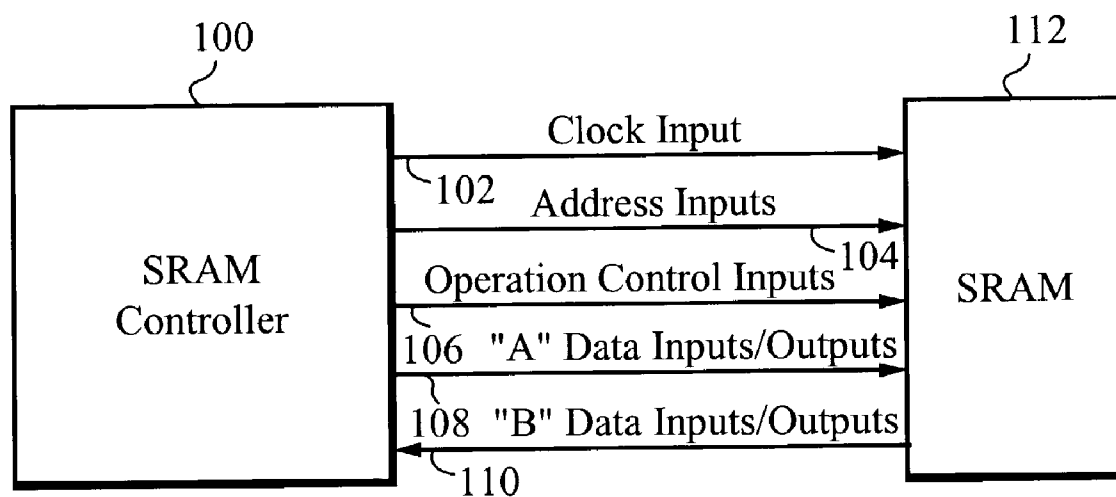 100
112
Clock Input
102
Address Inputs
104
SRAM
Controller
Operation Control Inputs
SRAM
106
"A" Data Inputs/Outputs
108
"B" Data Inputs/Outputs
110